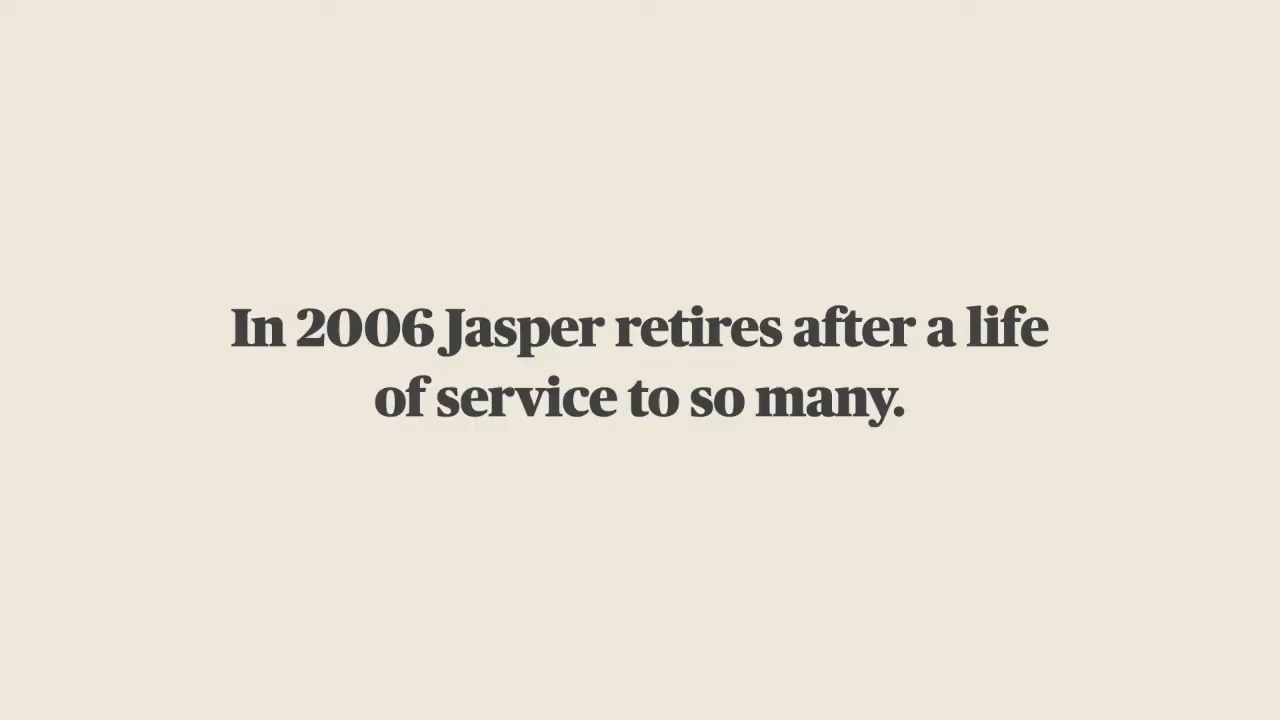 In 2006 Jasper retires after a life
of service to so many.